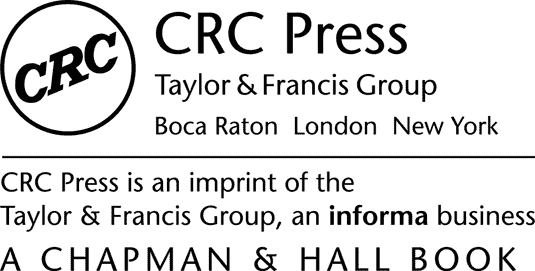 CRC
CRC Press
Taylor & Francis Group
Boca Raton London New York
CRC Press is an imprint of the
Taylor & Francis Group, an informa business
A CHAPMAN & HALL BOOK